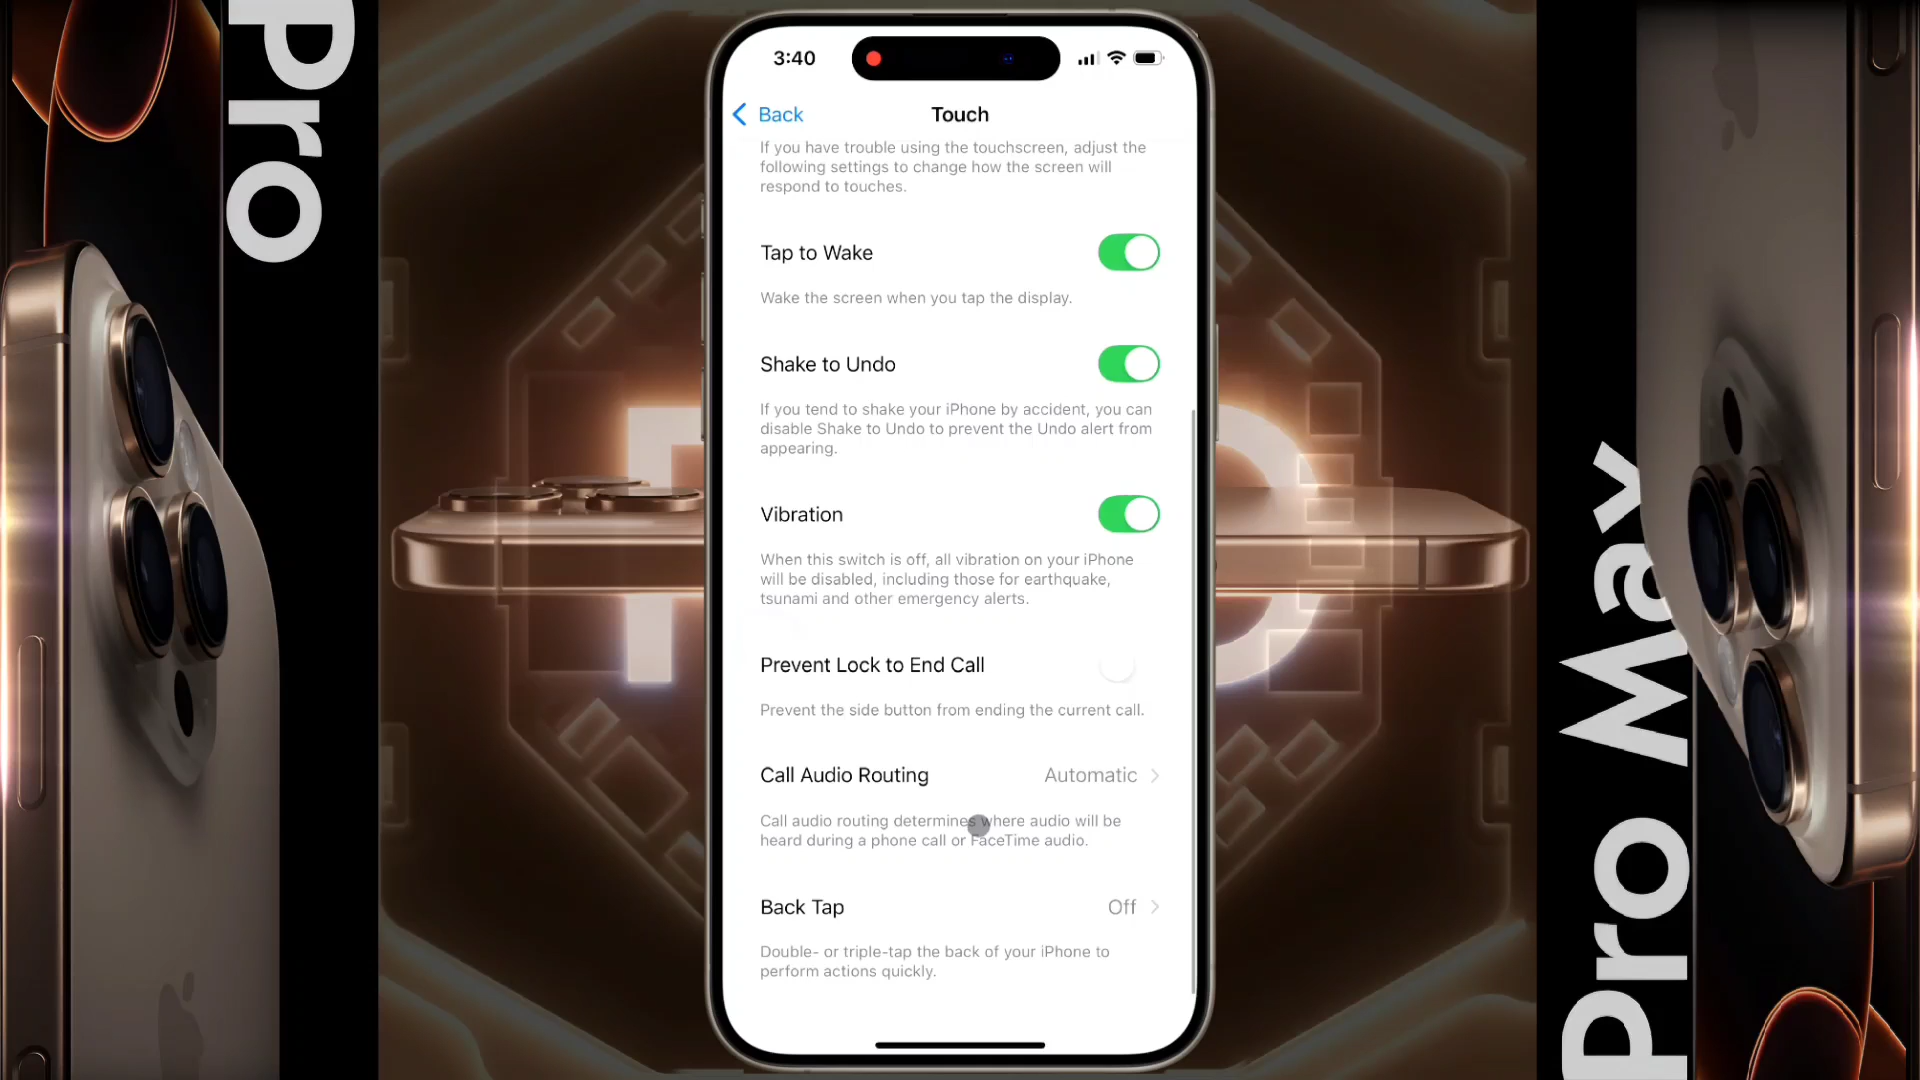 Pro
3:40
Back
Touch
If you have trouble using the touchscreen, adjust the
following settings to change how the screen will
respond to touches.
Tap to Wake
Wake the screen when you tap the display.
Shake to Undo
If you tend to shake your iPhone by accident, you can
disable Shake to Undo to prevent the Undo alert from
appearing.
Vibration
When this switch is off, all vibration on your iPhone
will be disabled, including those for earthquake,
tsunami and other emergency alerts.
Prevent Lock to End Call
Prevent the side button from ending the current call.
Call Audio Routing
Automatic
Call audio routing determines where audio will be
heard during a phone call or FaceTime audio.
Back Tap
Off
Double- or triple-tap the back of your iPhone to
perform actions quickly.
Pro Max